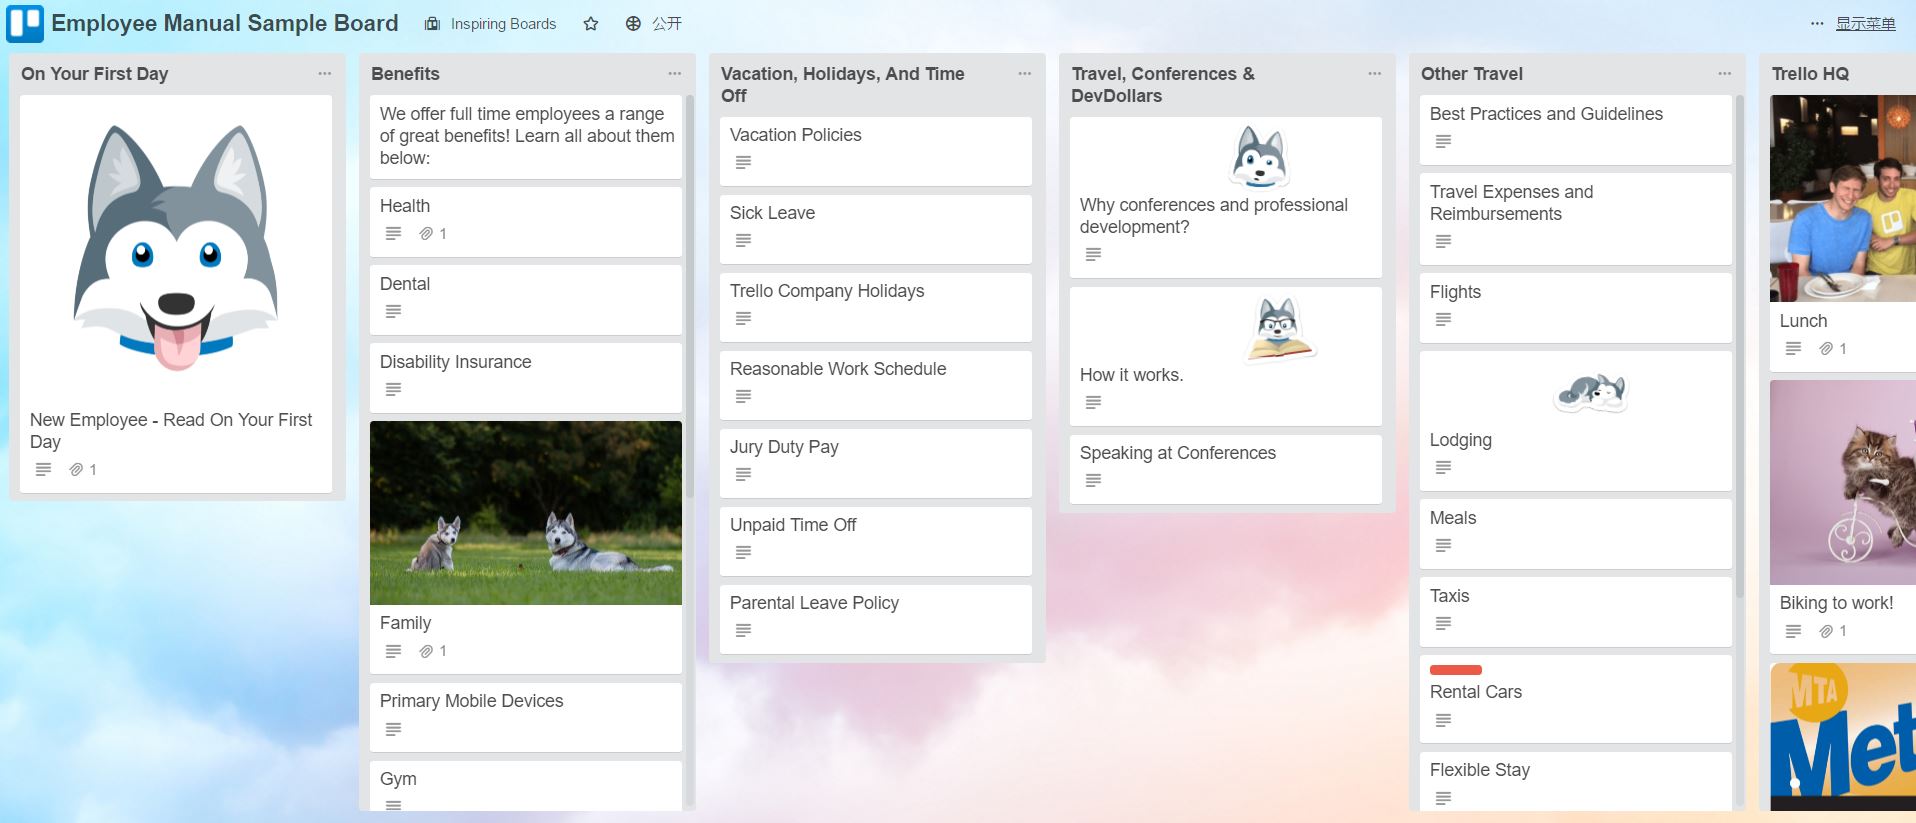 Employee Manual Sample Board
Inspiring Boards
公开
显示菜单
On Your First Day
New Employee - Read On Your First
Day
1
Benefits
We offer full time employees a range
of great benefits! Learn all about them
below:
Health
1
Dental
Disability Insurance
Family
1
Primary Mobile Devices
Gym
Vacation, Holidays, And Time
Off
Vacation Policies
Sick Leave
Trello Company Holidays
Reasonable Work Schedule
Jury Duty Pay
Unpaid Time Off
Parental Leave Policy
Travel, Conferences &
DevDollars
Why conferences and professional
development?
How it works.
Speaking at Conferences
Other Travel
Best Practices and Guidelines
Travel Expenses and
Reimbursements
Flights
Lodging
Meals
Taxis
Rental Cars
Flexible Stay
Trello HQ
Lunch
1
Biking to work!
1
MTA
Met